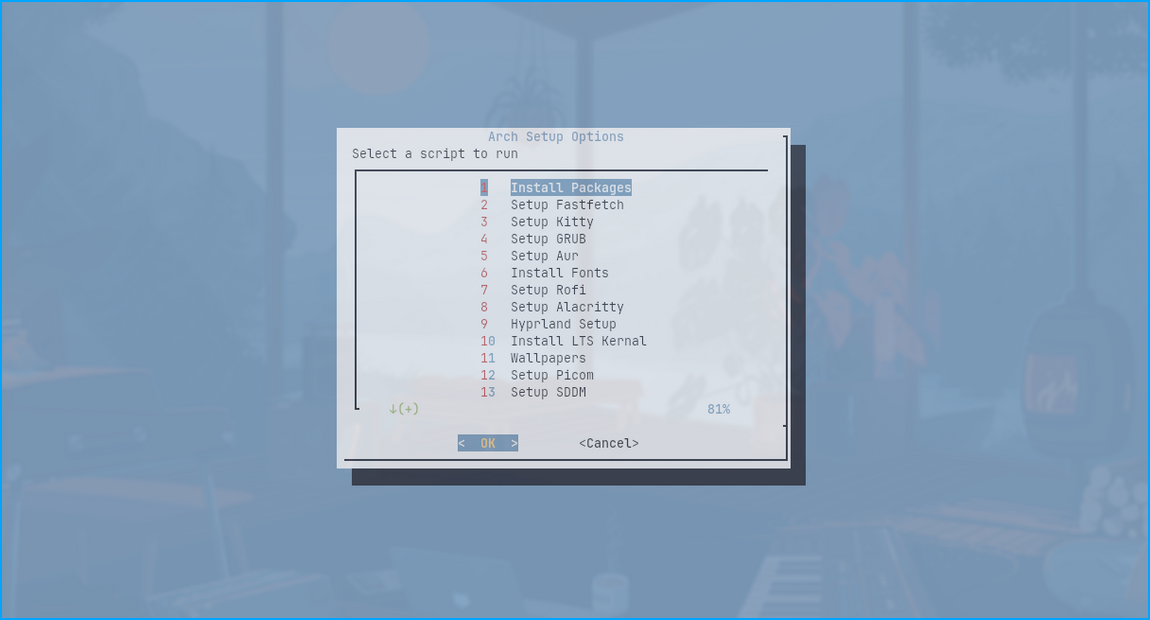 Arch Setup Options
Select a script to run
1 Install Packages
2 Setup Fastfetch
3 Setup Kitty
4 Setup GRUB
5 Setup Aur
6 Install Fonts
7 Setup Rofi
8 Setup Alacritty
9 Hyprland Setup
10 Install LTS Kernal
11 Wallpapers
12 Setup Picom
13 Setup SDDM
↓(+) 81%
< OK > <Cancel>